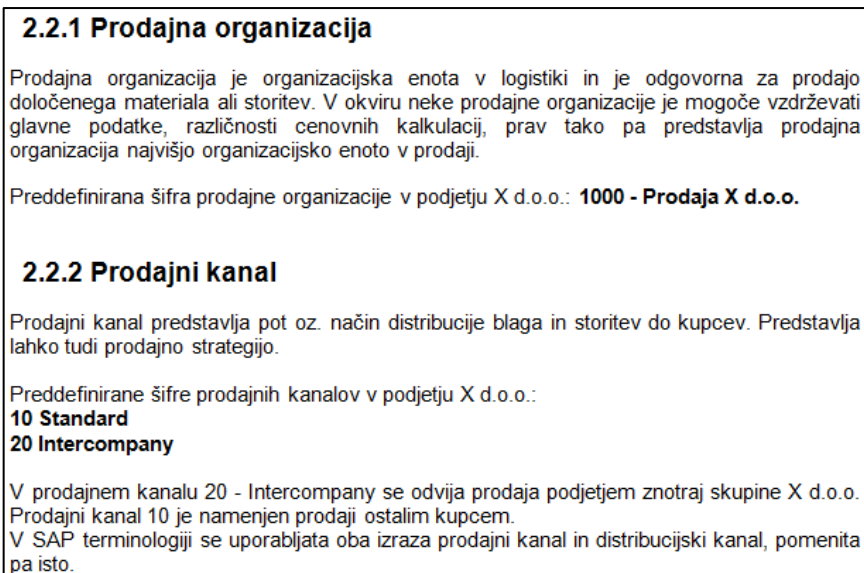 2.2.1 Prodajna organizacija
Prodajna organizacija je organizacijska enota v logistiki in je odgovorna za prodajo
določenega materiala ali storitev. V okviru neke prodajne organizacije je mogoče vzdrževati
glavne podatke, različnosti cenovnih kalkulacij, prav tako pa predstavlja prodajna
organizacija najvišjo organizacijsko enoto v prodaji.
Preddefinirana šifra prodajne organizacije v podjetju X d.o.o.: 1000 - Prodaja X d.o.o.
2.2.2 Prodajni kanal
Prodajni kanal predstavlja pot oz. način distribucije blaga in storitev do kupcev. Predstavlja
lahko tudi prodajno strategijo.
Preddefinirane šifre prodajnih kanalov v podjetju X d.o.o.:
10 Standard
20 Intercompany
V prodajnem kanalu 20 - Intercompany se odvija prodaja podjetjem znotraj skupine X d.o.o.
Prodajni kanal 10 je namenjen prodaji ostalim kupcem.
V SAP terminologiji se uporabljata oba izraza prodajni kanal in distribucijski kanal, pomenita
pa isto.